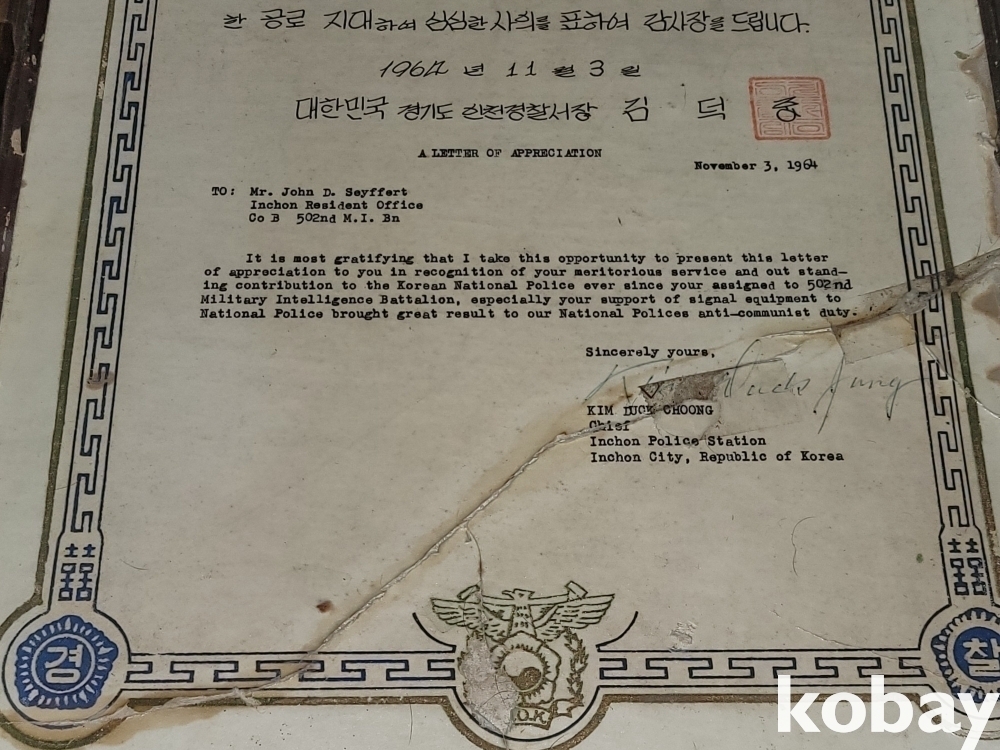 한 공로 지대하여 심심한 사의를 표하여 감사장을 드립니다.
1964 년 11 월 3 일
대한민국 경기도 인천경찰서장 김 덕 중
A LETTER OF APPRECIATION
November 3, 1964
TO: Mr. John D. Seyffert
Inchon Resident Office
Co B 502nd M.I. Bn
It is most gratifying that I take this opportunity to present this letter
of appreciation to you in recognition of your meritorious service and out stand-
ing contribution to the Korean National Police ever since your assigned to 502nd
Military Intelligence Battalion, especially your support of signal equipment to
National Police brought great result to our National Polices anti-communist duty.
Sincerely yours,
KIM DUCK CHOONG
Chief
Inchon Police Station
Inchon City, Republic of Korea
경 찰
kobay